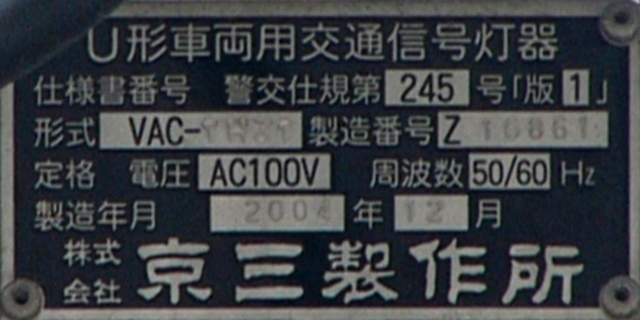 U形車両用交通信号灯器
仕様書番号 警交仕規第 245 号「版 1」
形式 VAC- 製造番号 Z 10861
定格 電圧 AC100V 周波数 50/60 Hz
製造年月 2004 年 12 月
株式会社 京三製作所